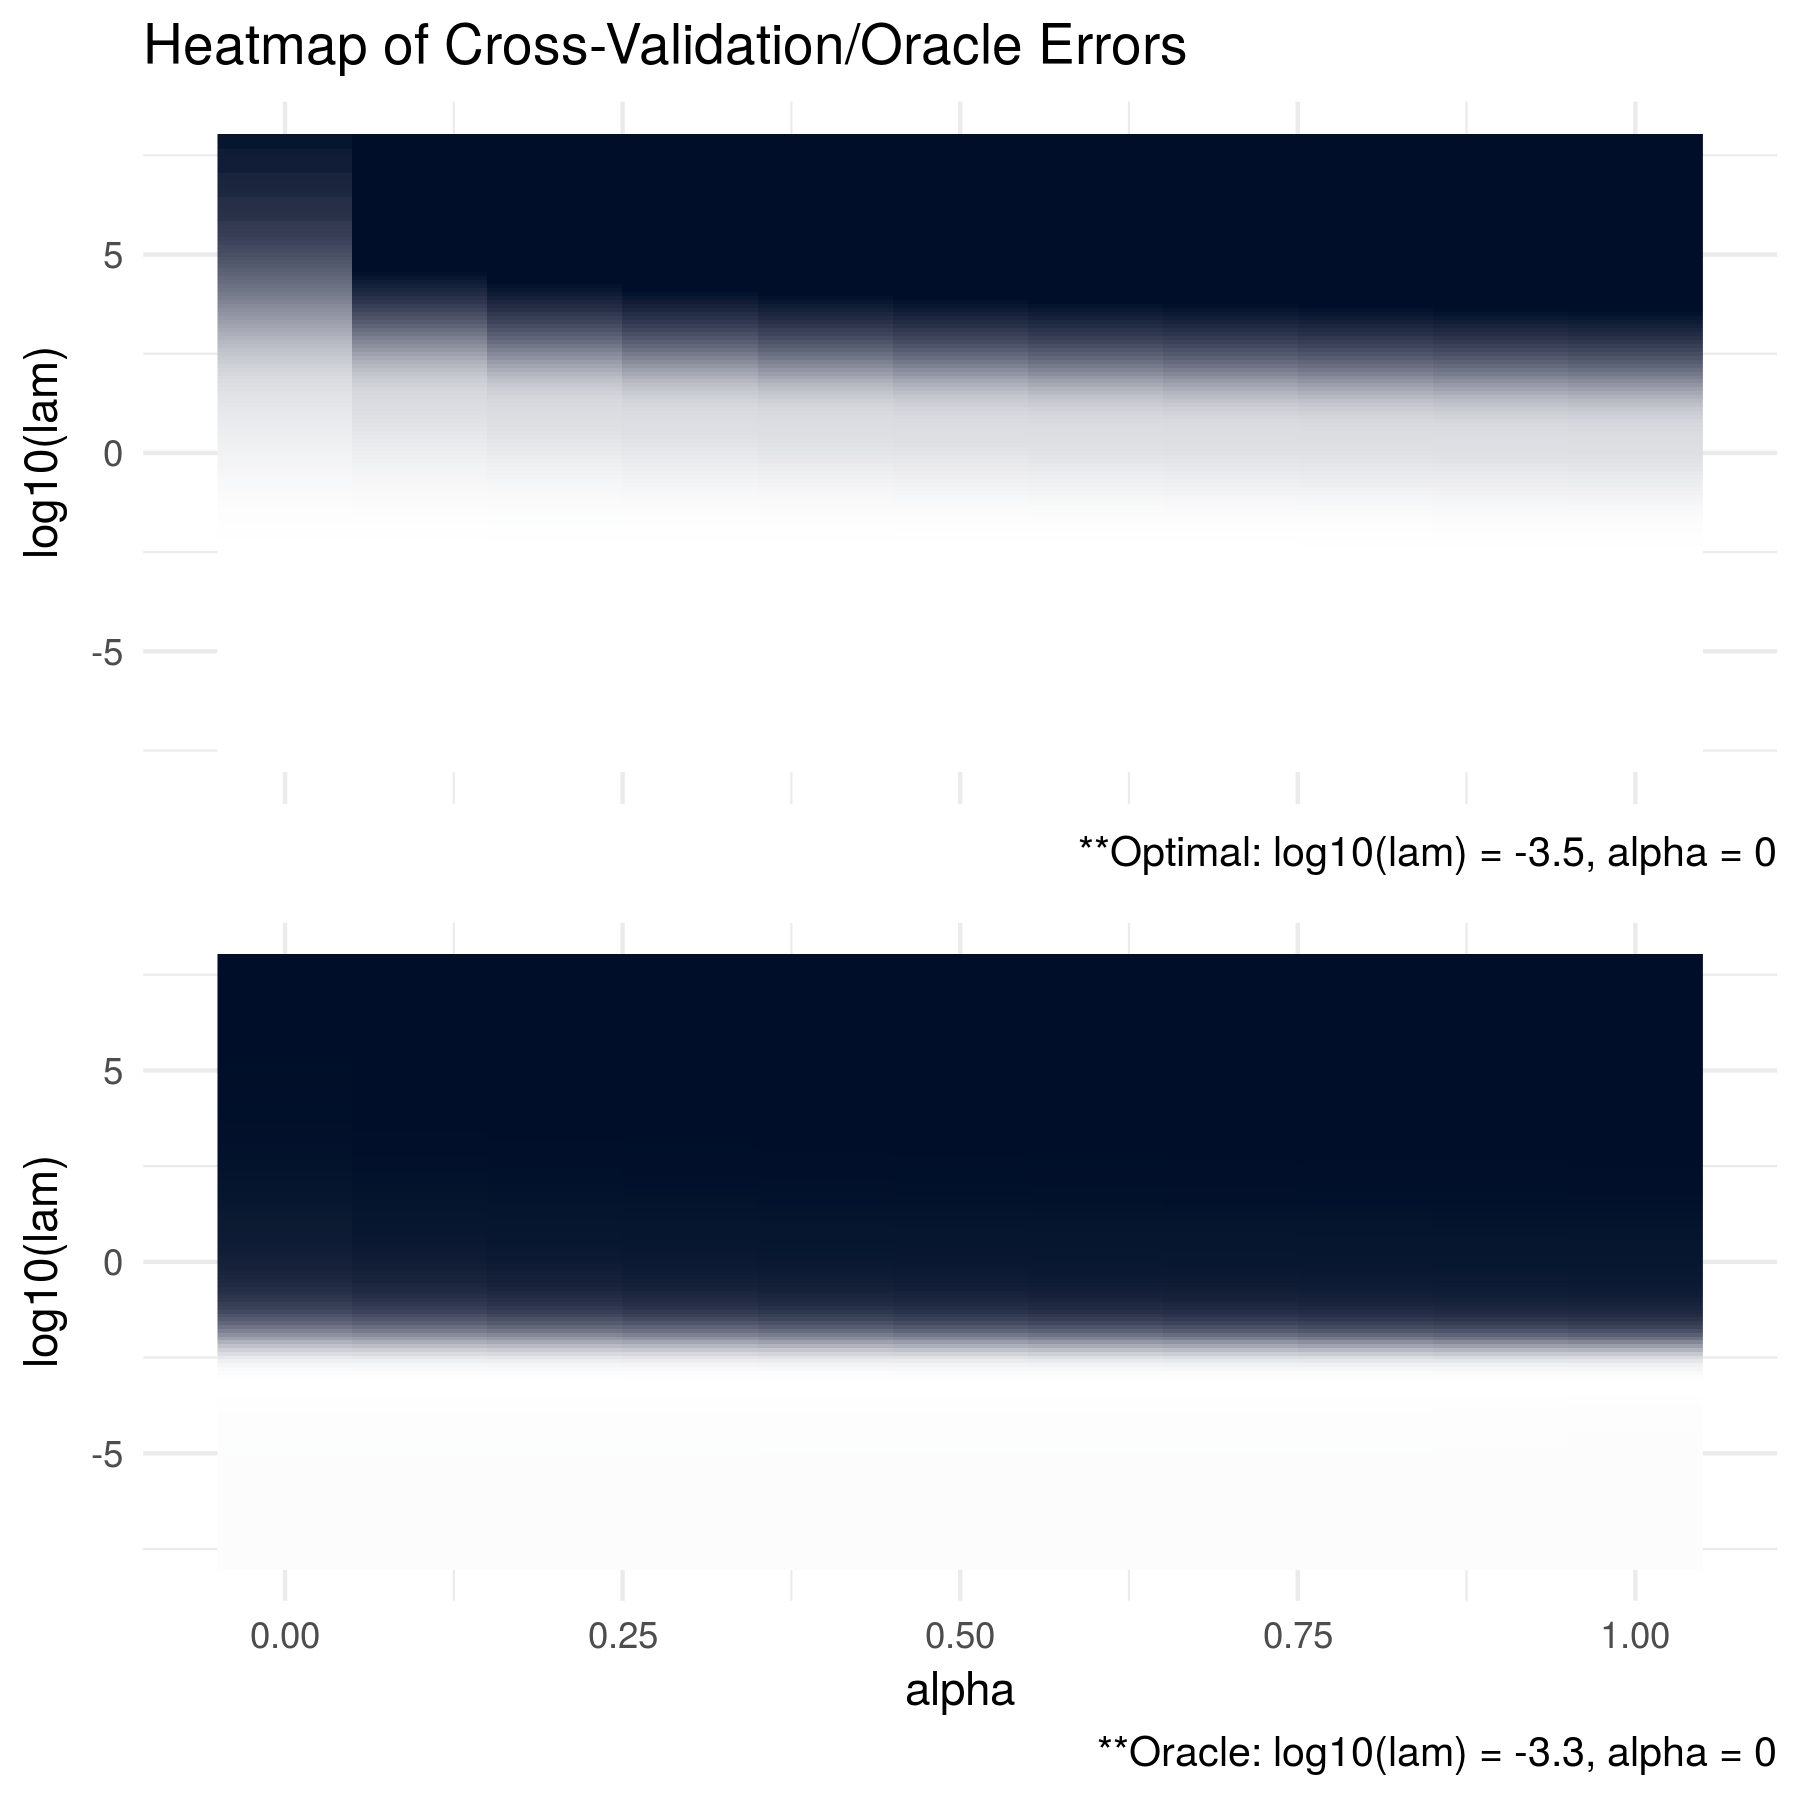 Heatmap of Cross-Validation/Oracle Errors
log10(lam)
5
0
-5
**Optimal: log10(lam) = -3.5, alpha = 0
log10(lam)
5
0
-5
0.00 0.25 0.50 0.75 1.00
alpha
**Oracle: log10(lam) = -3.3, alpha = 0